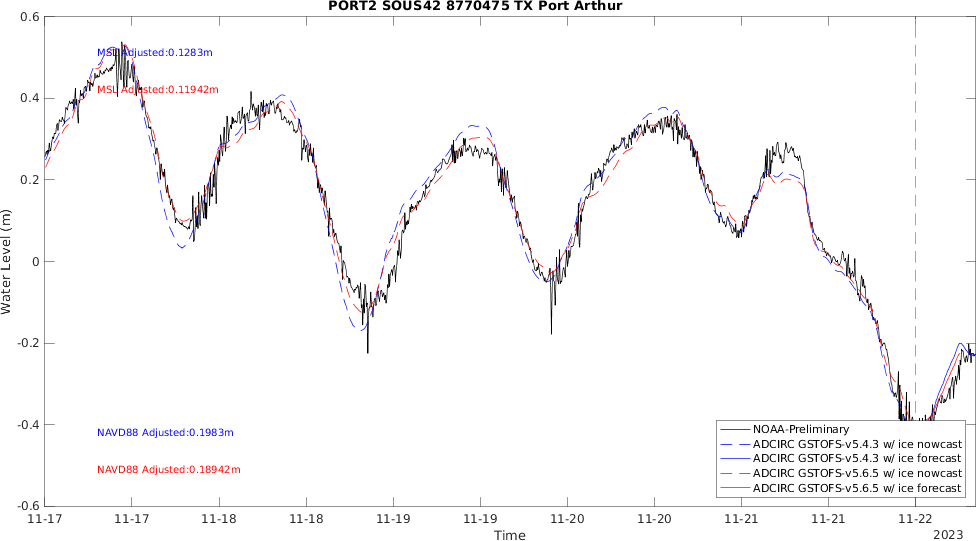 PORT2 SOUS42 8770475 TX Port Arthur
0.6
MSL Adjusted:0.1283m
MSL Adjusted:0.11942m
0.4
0.2
0
Water Level (m)
-0.2
-0.4
NAVD88 Adjusted:0.1983m
NAVD88 Adjusted:0.18942m
NOAA-Preliminary
ADCIRC GSTOFS-v5.4.3 w/ ice nowcast
ADCIRC GSTOFS-v5.4.3 w/ ice forecast
ADCIRC GSTOFS-v5.6.5 w/ ice nowcast
ADCIRC GSTOFS-v5.6.5 w/ ice forecast
-0.6
11-17 11-17 11-18 11-18 11-19 11-19 11-20 11-20 11-21 11-21 11-22
Time
2023